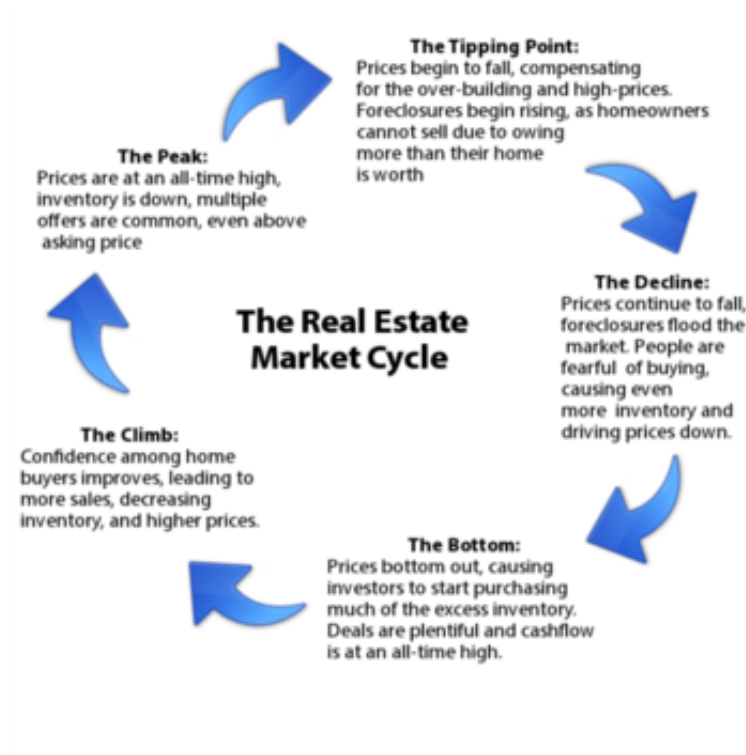 The Tipping Point:
Prices begin to fall, compensating
for the over-building and high-prices.
Foreclosures begin rising, as homeowners
cannot sell due to owing
more than their home
is worth
The Peak:
Prices are at an all-time high,
inventory is down, multiple
offers are common, even above
asking price
The Decline:
Prices continue to fall,
foreclosures flood the
market. People are
fearful of buying,
causing even
more inventory and
driving prices down.
The Real Estate
Market Cycle
The Climb:
Confidence among home
buyers improves, leading to
more sales, decreasing
inventory, and higher prices.
The Bottom:
Prices bottom out, causing
investors to start purchasing
much of the excess inventory.
Deals are plentiful and cashflow
is at an all-time high.